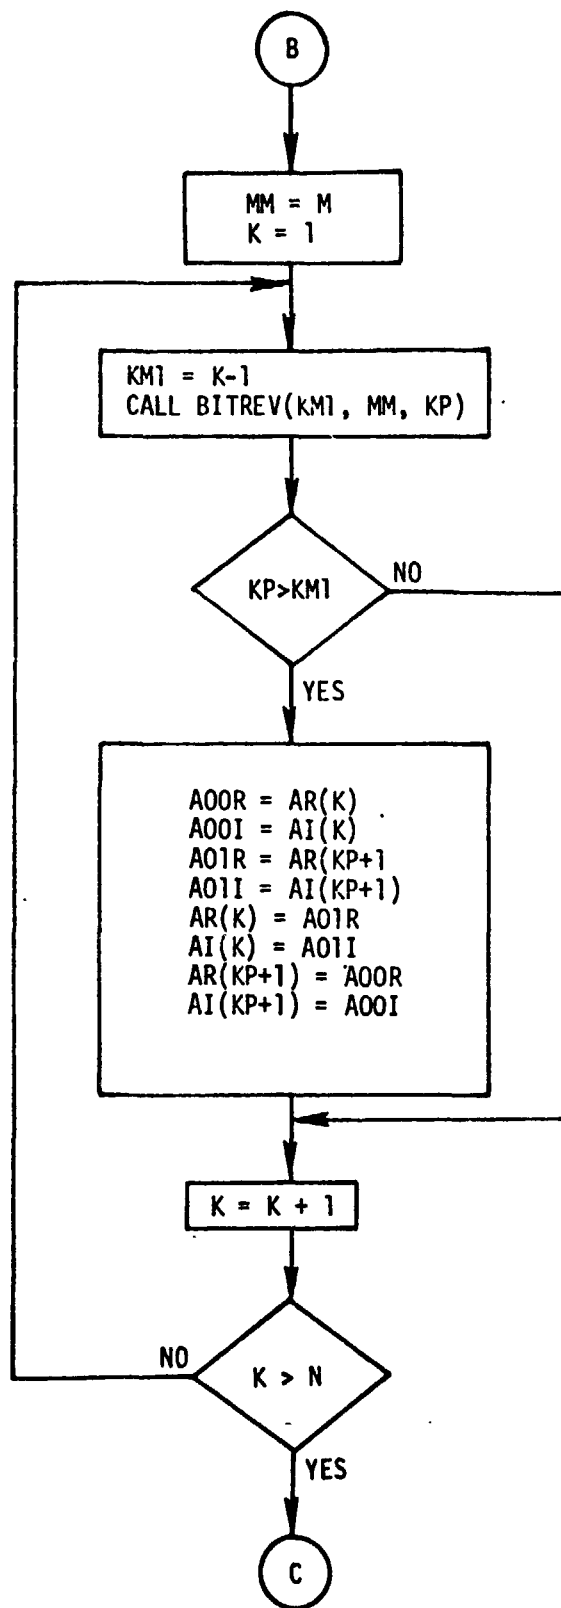 B
MM = M
K = 1
KM1 = K-1
CALL BITREV(KM1, MM, KP)
KP>KM1
NO
YES
A00R = AR(K)
A00I = AI(K)
A01R = AR(KP+1
A01I = AI(KP+1)
AR(K) = A01R
AI(K) = A01I
AR(KP+1) = A00R
AI(KP+1) = A00I
K = K + 1
NO
K > N
YES
C